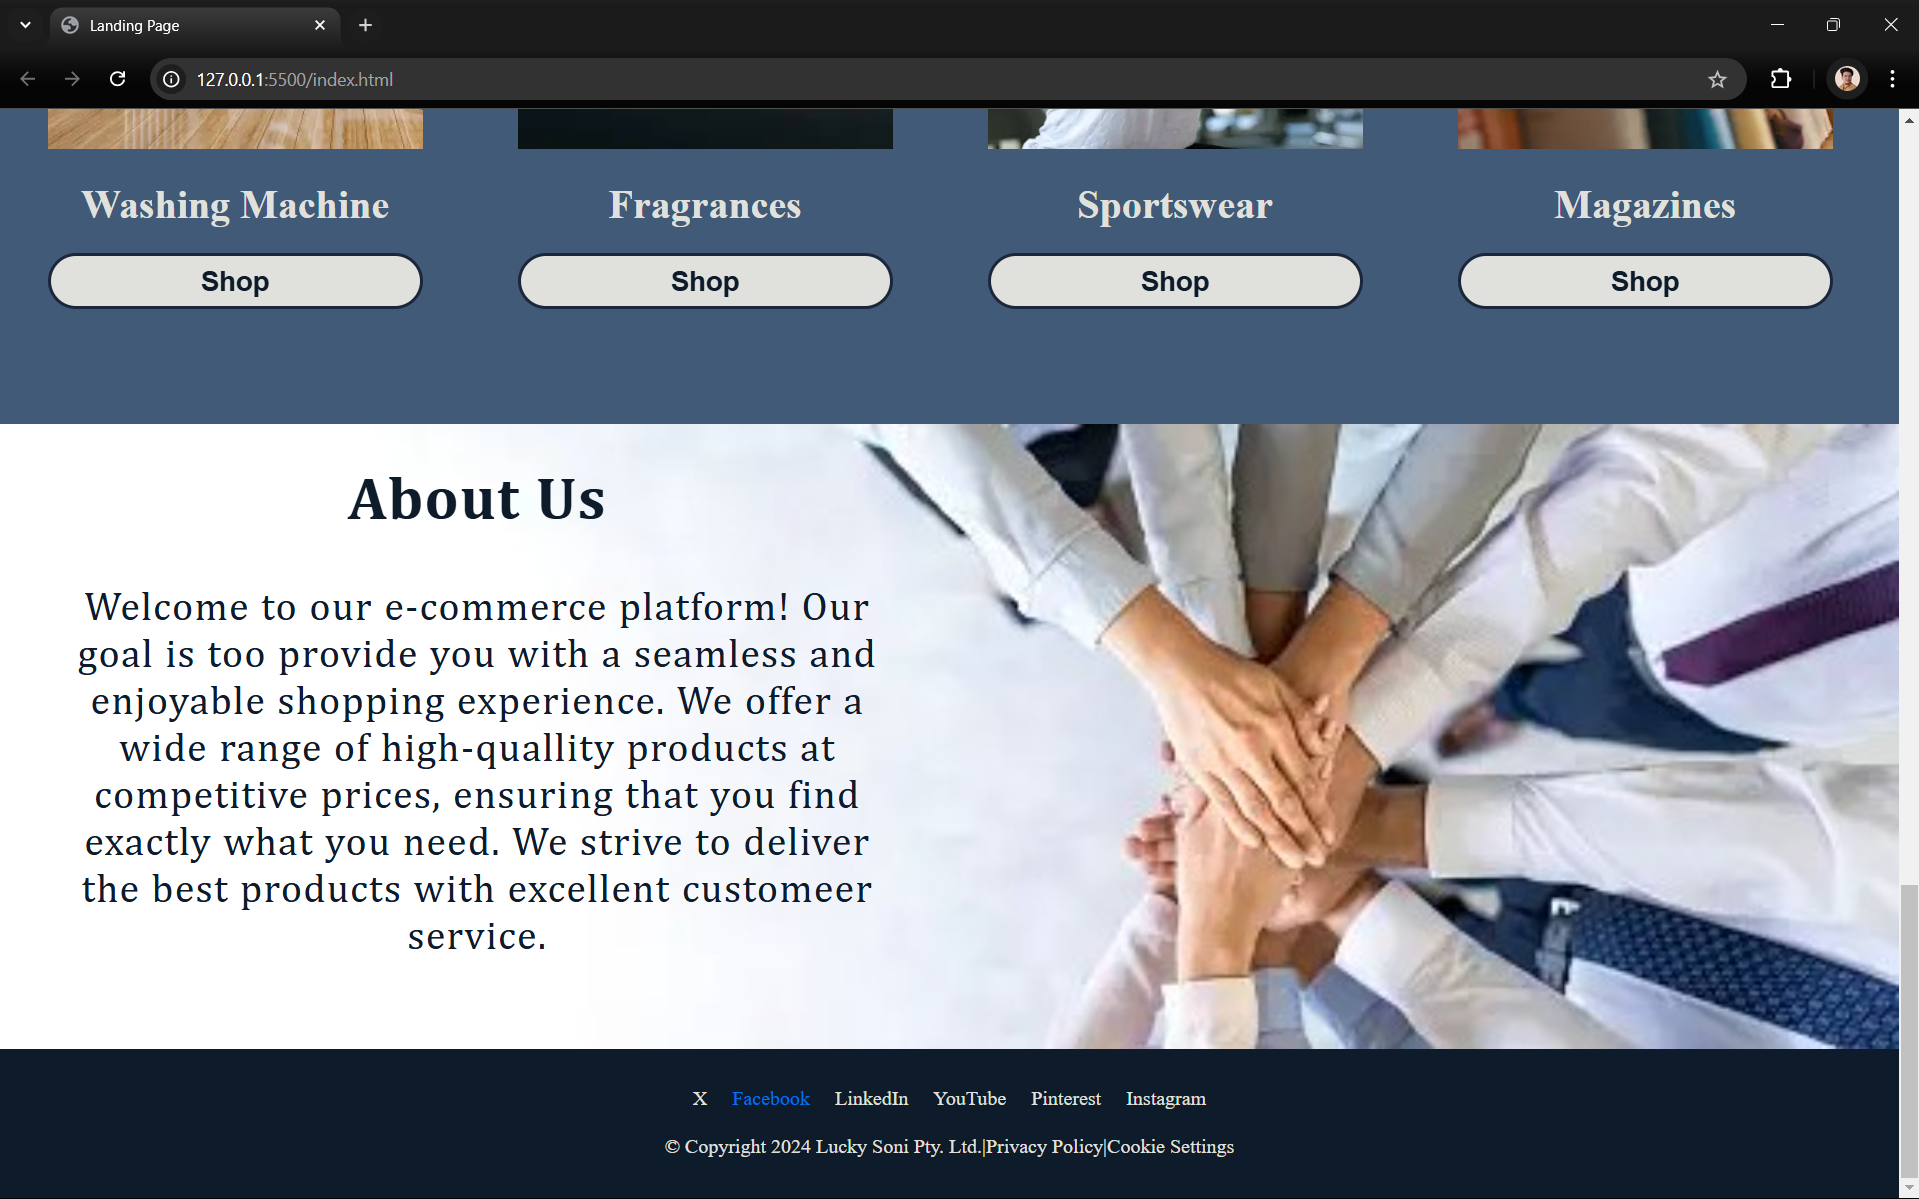 Landing Page
127.0.0.1:5500/index.html
Washing Machine
Fragrances
Sportswear
Magazines
Shop
Shop
Shop
Shop
About Us
Welcome to our e-commerce platform! Our
goal is too provide you with a seamless and
enjoyable shopping experience. We offer a
wide range of high-quallity products at
competitive prices, ensuring that you find
exactly what you need. We strive to deliver
the best products with excellent customeer
service.
X Facebook LinkedIn YouTube Pinterest Instagram
© Copyright 2024 Lucky Soni Pty. Ltd.|Privacy Policy|Cookie Settings